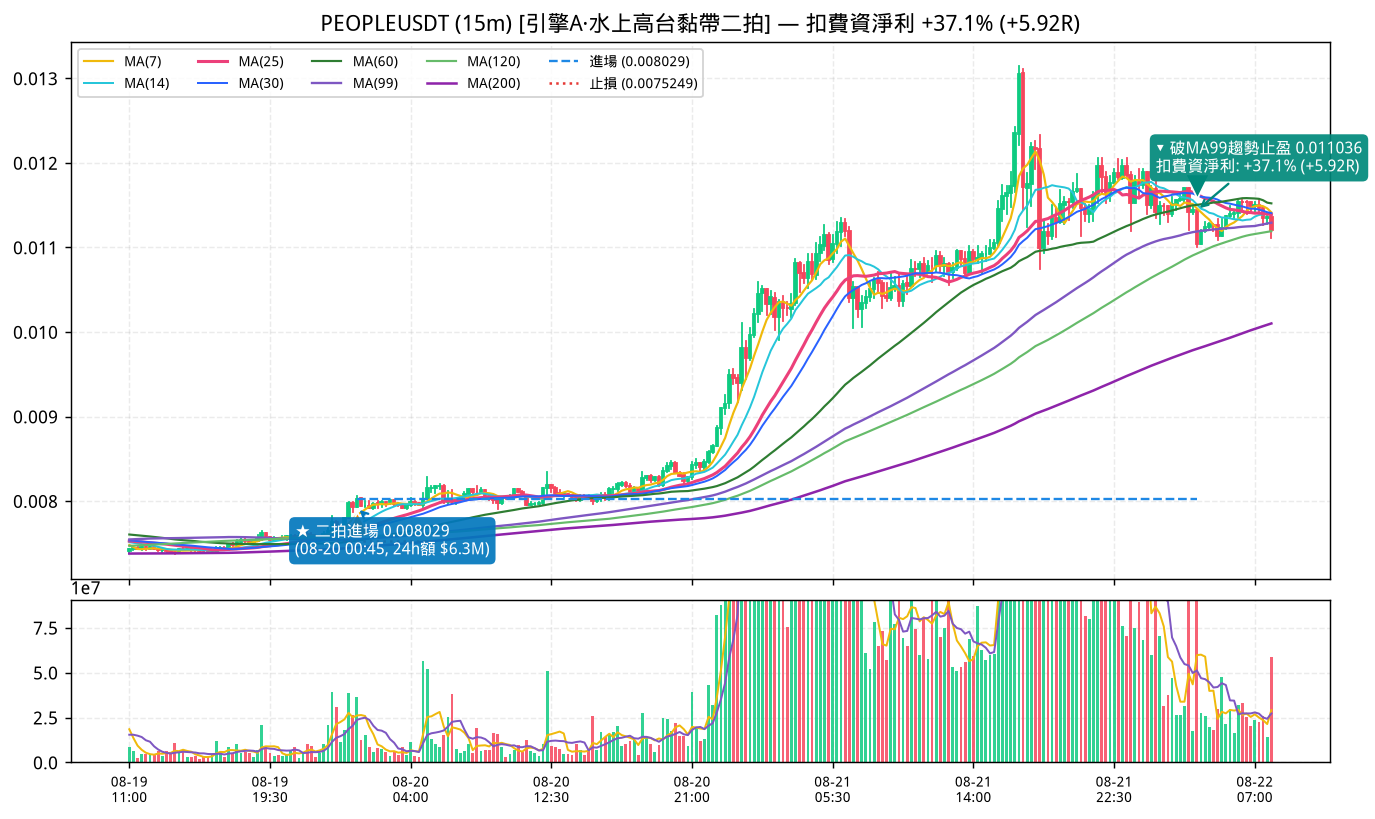 PEOPLEUSDT (15m) [引擎A·水上高台黏帶二拍] — 扣費資淨利 +37.1% (+5.92R)
MA(7) MA(25) MA(60) MA(120) 進場 (0.008029)
MA(14) MA(30) MA(99) MA(200) 止損 (0.0075249)
0.013
0.012
0.011
0.010
0.009
0.008
▼ 破MA99趨勢止盈 0.011036
扣費資淨利: +37.1% (+5.92R)
★ 二拍進場 0.008029
(08-20 00:45, 24h額 $6.3M)
1e7
7.5
5.0
2.5
0.0
08-19 08-19 08-20 08-20 08-20 08-21 08-21 08-21 08-22
11:00 19:30 04:00 12:30 21:00 05:30 14:00 22:30 07:00